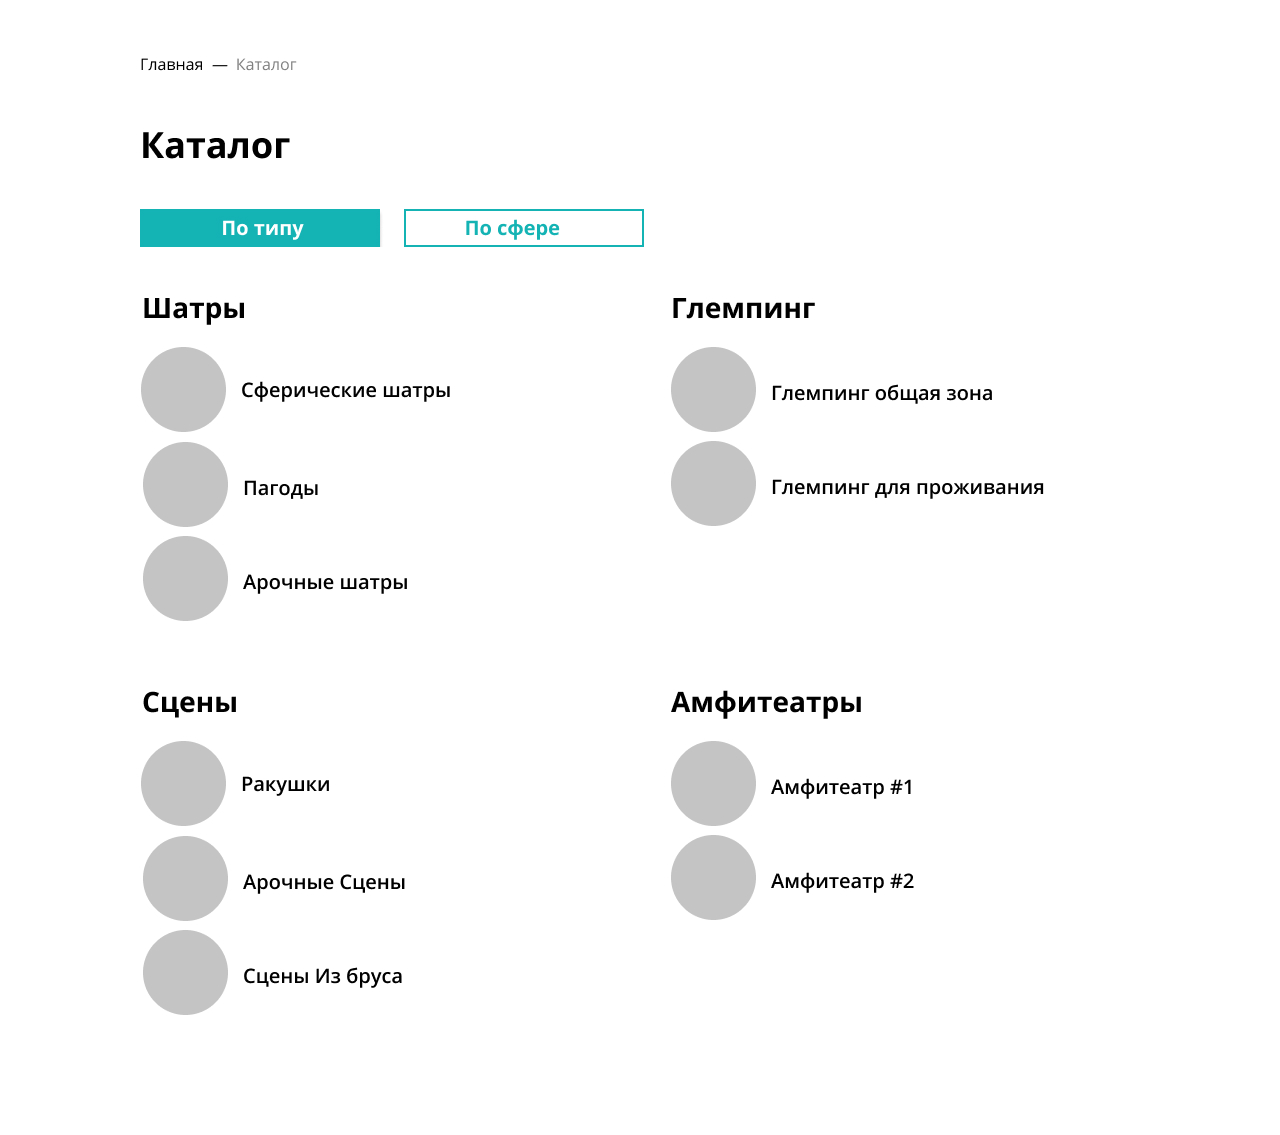 Главная — Каталог
Каталог
По типу
По сфере
Шатры
Сферические шатры
Пагоды
Арочные шатры
Глемпинг
Глемпинг общая зона
Глемпинг для проживания
Сцены
Ракушки
Арочные Сцены
Сцены Из бруса
Амфитеатры
Амфитеатр #1
Амфитеатр #2